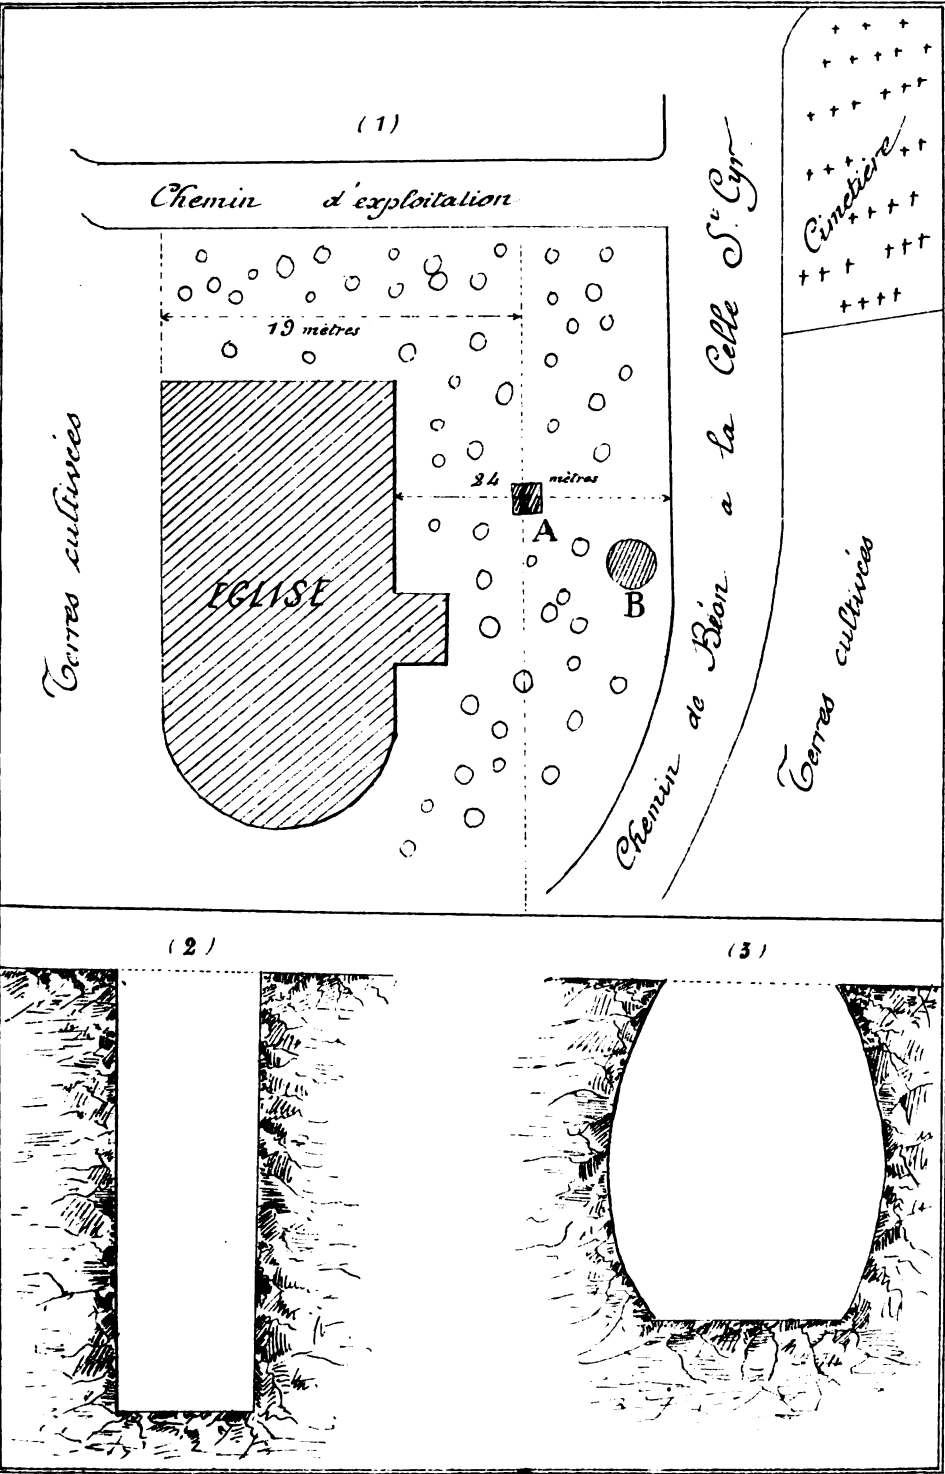 (1)
Chemin d'exploitation
Cimetière
19 mètres
Terres cultivées
24 mètres
A
ÉGLISE
B
Chemin de Béon a la Celle St Cyr
Terres cultivées
(2)
(3)